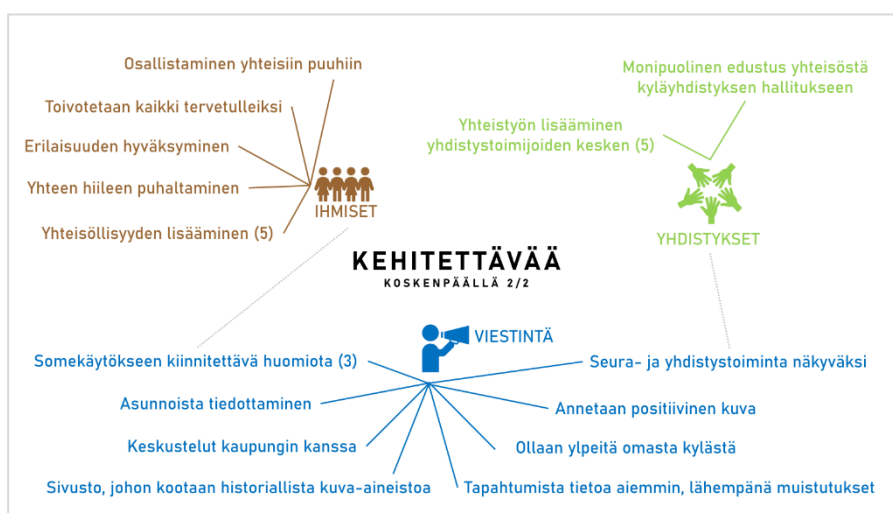 Osallistaminen yhteisiin puuhiin
Toivotetaan kaikki tervetulleiksi
Erilaisuuden hyväksyminen
Yhteen hiileen puhaltaminen
Yhteisöllisyyden lisääminen (5)
IHMISET
Monipuolinen edustus yhteisöstä
kyläyhdistyksen hallitukseen
Yhteistyön lisääminen
yhdistystoimijoiden kesken (5)
YHDISTYKSET
KEHITETTÄVÄÄ
KOSKENPÄÄLLÄ 2/2
VIESTINTÄ
Somekäytökseen kiinnitettävä huomiota (3)
Asunnoista tiedottaminen
Keskustelut kaupungin kanssa
Sivusto, johon kootaan historiallista kuva-aineistoa
Seura- ja yhdistystoiminta näkyväksi
Annetaan positiivinen kuva
Ollaan ylpeitä omasta kylästä
Tapahtumista tietoa aiemmin, lähempänä muistutukset